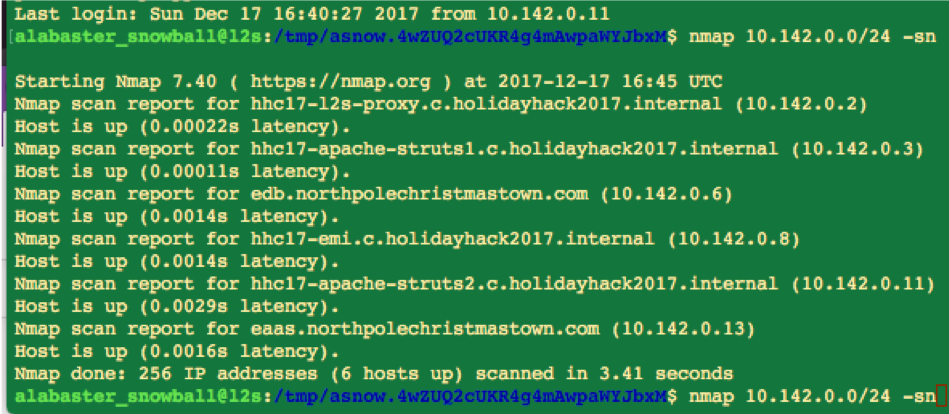 Last login: Sun Dec 17 16:40:27 2017 from 10.142.0.11
[alabaster_snowball@l2s:/tmp/asnow.4wZUQ2cUKR4g4mAwpaWYJbxM$ nmap 10.142.0.0/24 -sn
Starting Nmap 7.40 ( https://nmap.org ) at 2017-12-17 16:45 UTC
Nmap scan report for hhc17-l2s-proxy.c.holidayhack2017.internal (10.142.0.2)
Host is up (0.00022s latency).
Nmap scan report for hhc17-apache-struts1.c.holidayhack2017.internal (10.142.0.3)
Host is up (0.00011s latency).
Nmap scan report for edb.northpolechristmastown.com (10.142.0.6)
Host is up (0.0014s latency).
Nmap scan report for hhc17-emi.c.holidayhack2017.internal (10.142.0.8)
Host is up (0.0014s latency).
Nmap scan report for hhc17-apache-struts2.c.holidayhack2017.internal (10.142.0.11)
Host is up (0.0029s latency).
Nmap scan report for eaas.northpolechristmastown.com (10.142.0.13)
Host is up (0.0016s latency).
Nmap done: 256 IP addresses (6 hosts up) scanned in 3.41 seconds
alabaster_snowball@l2s:/tmp/asnow.4wZUQ2cUKR4g4mAwpaWYJbxM$ nmap 10.142.0.0/24 -sn